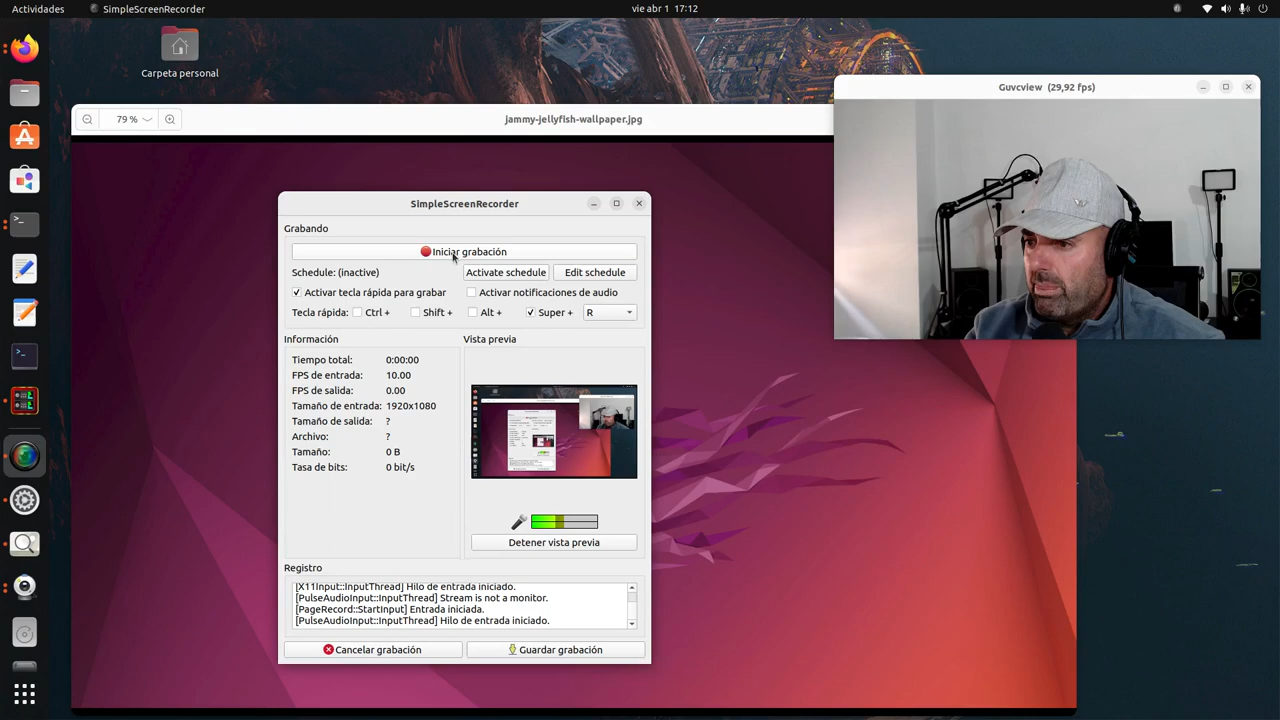 Actividades SimpleScreenRecorder vie abr 1 17:12
Carpeta personal
Guvcview (29,92 fps)
79 % jammy-jellyfish-wallpaper.jpg
SimpleScreenRecorder
Grabando
Iniciar grabación
Schedule: (inactive) Activate schedule Edit schedule
Activar tecla rápida para grabar Activar notificaciones de audio
Tecla rápida: Ctrl + Shift + Alt + Super + R
Información Vista previa
Tiempo total: 0:00:00
FPS de entrada: 10.00
FPS de salida: 0.00
Tamaño de entrada: 1920x1080
Tamaño de salida: ?
Archivo: ?
Tamaño: 0 B
Tasa de bits: 0 bit/s
Detener vista previa
Registro
[X11Input::InputThread] Hilo de entrada iniciado.
[PulseAudioInput::InputThread] Stream is not a monitor.
[PageRecord::StartInput] Entrada iniciada.
[PulseAudioInput::InputThread] Hilo de entrada iniciado.
Cancelar grabación Guardar grabación